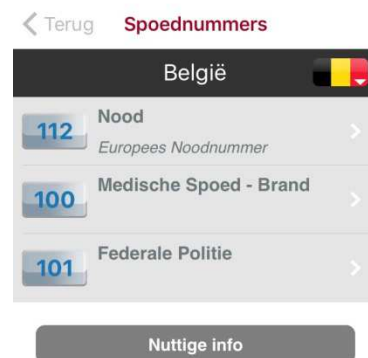 Terug Spoednummers
België
112 Nood
Europees Noodnummer
100 Medische Spoed - Brand
101 Federale Politie
Nuttige info